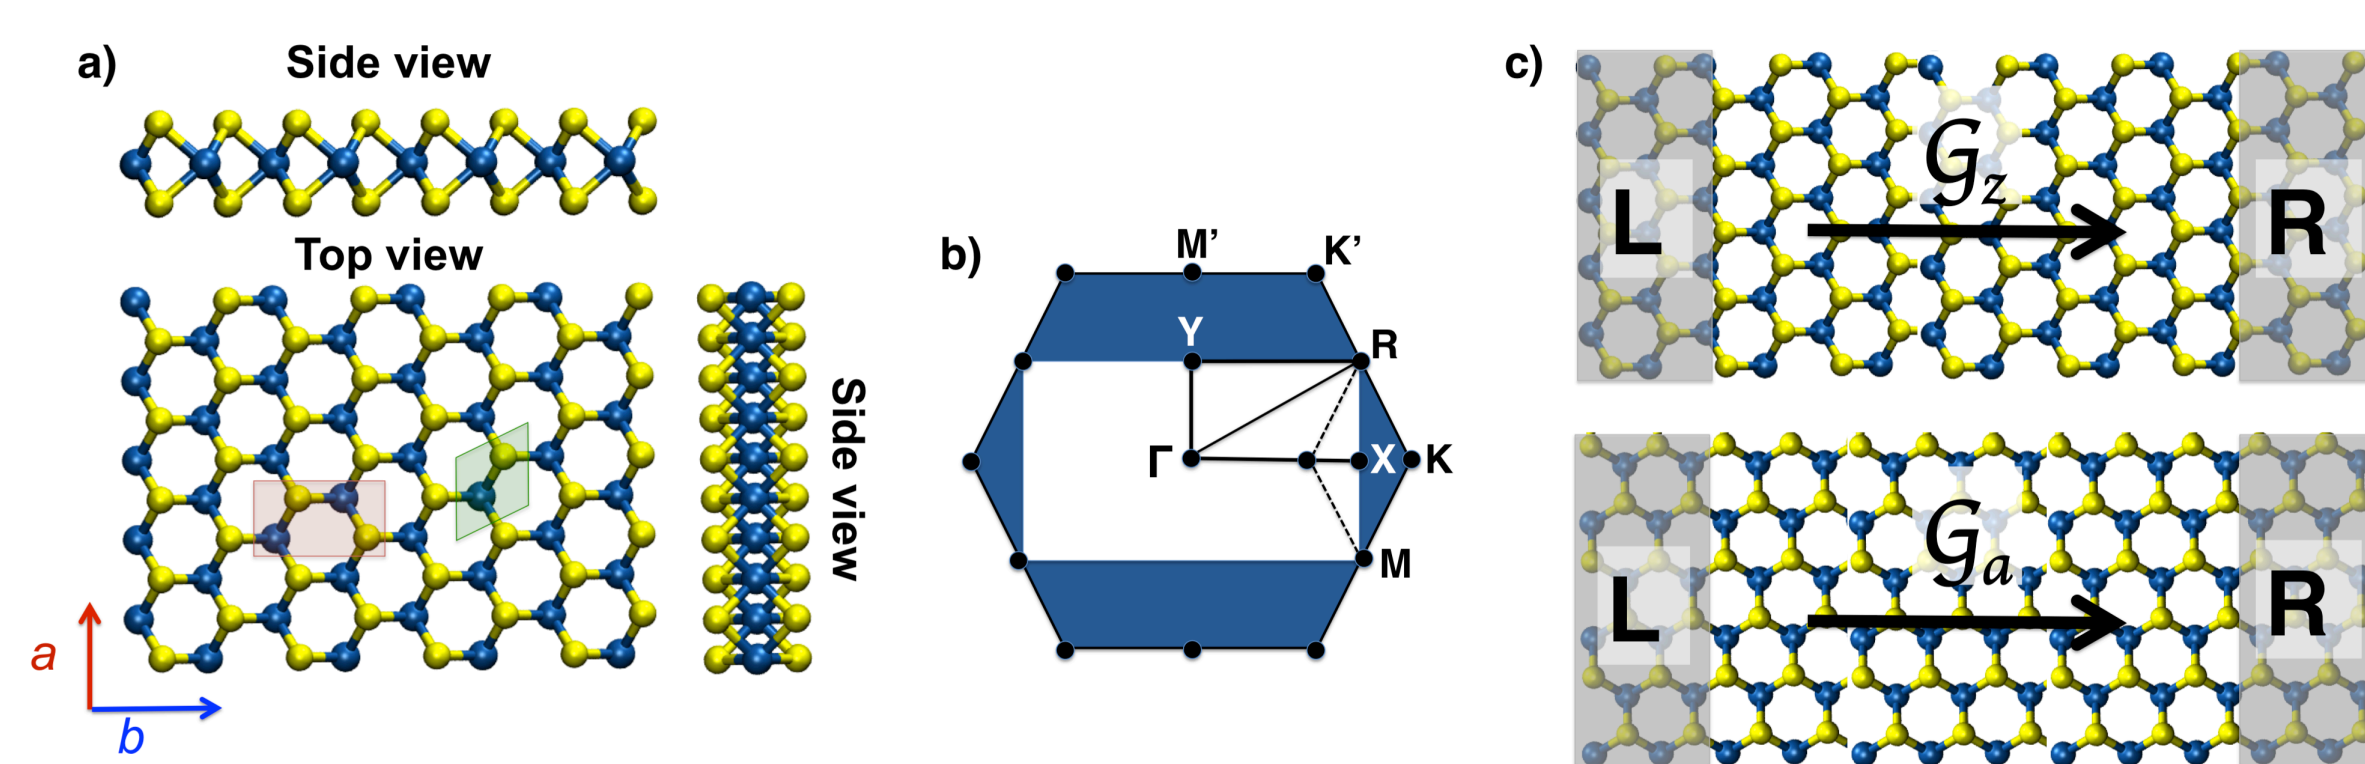 a)
Side view
Top view
Side view
a
b
b)
M’
K’
Y
R
Γ
X
K
M
c)
L
𝒢z
R
L
𝒢a
R